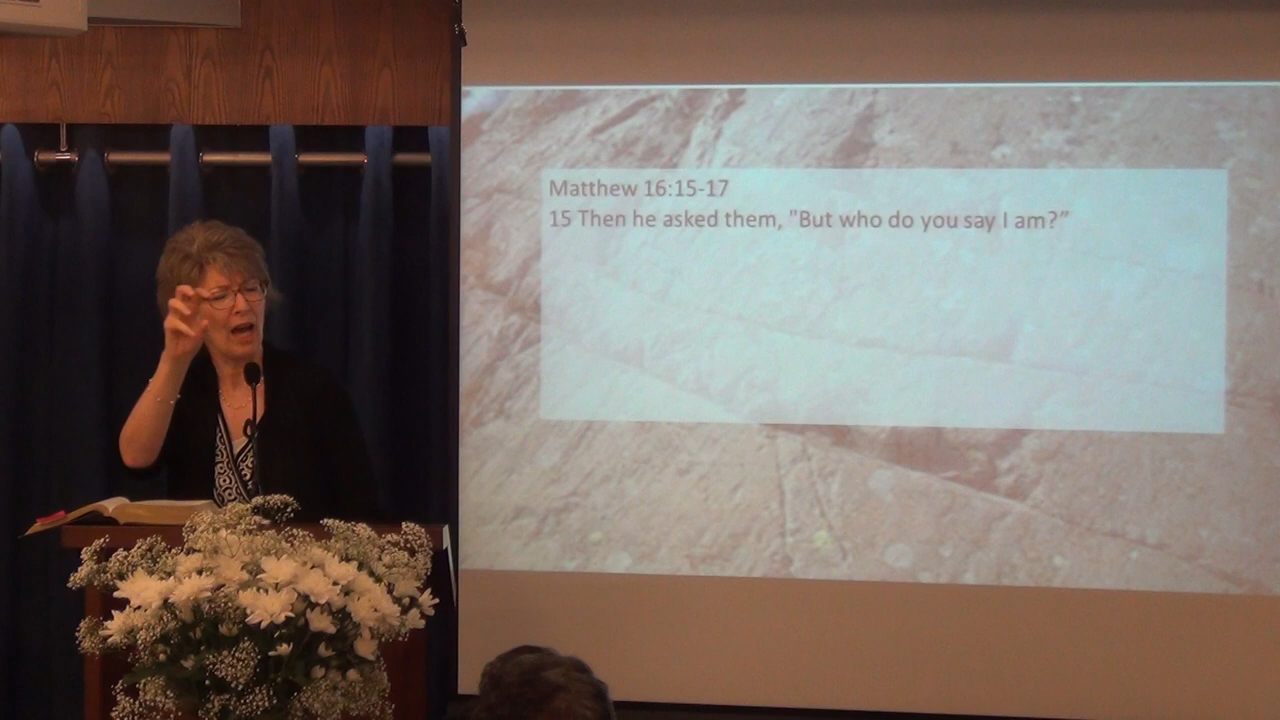 Matthew 16:15-17
15 Then he asked them, "But who do you say I am?”